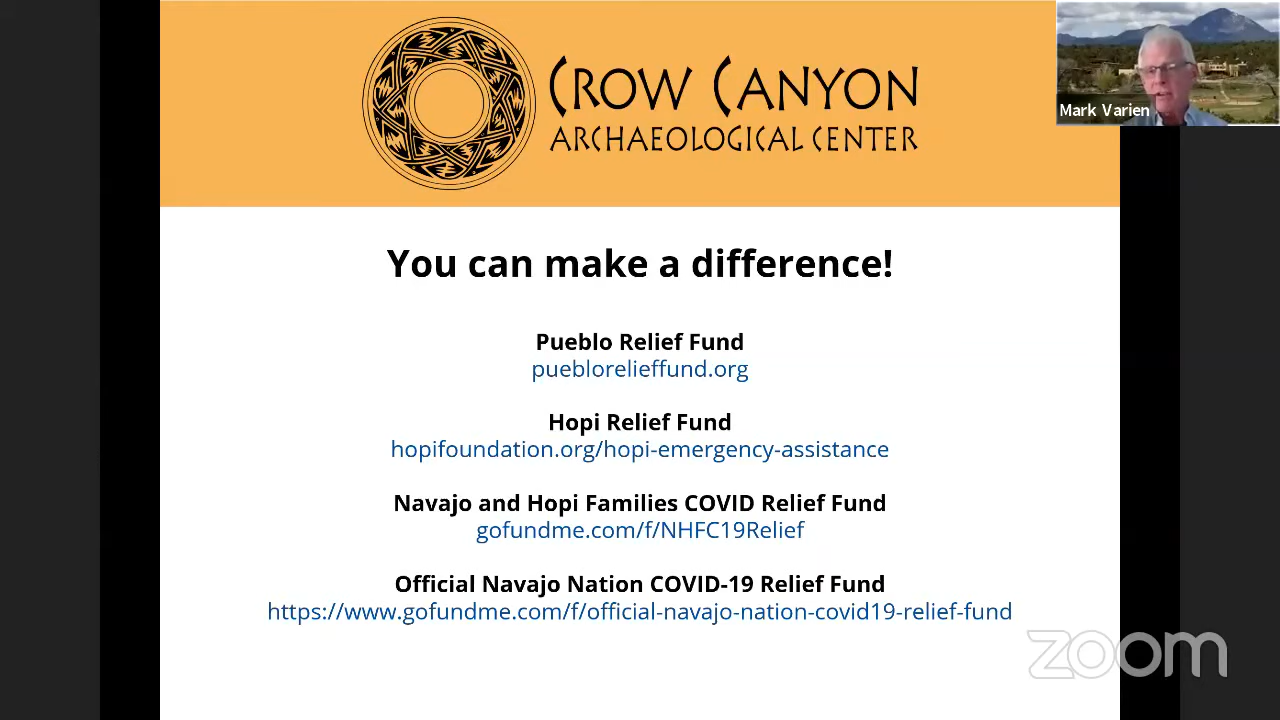 CROW CANYON
ARCHAEOLOGICAL CENTER
Mark Varien
You can make a difference!
Pueblo Relief Fund
pueblorelieffund.org
Hopi Relief Fund
hopifoundation.org/hopi-emergency-assistance
Navajo and Hopi Families COVID Relief Fund
gofundme.com/f/NHFC19Relief
Official Navajo Nation COVID-19 Relief Fund
https://www.gofundme.com/f/official-navajo-nation-covid19-relief-fund
zoom